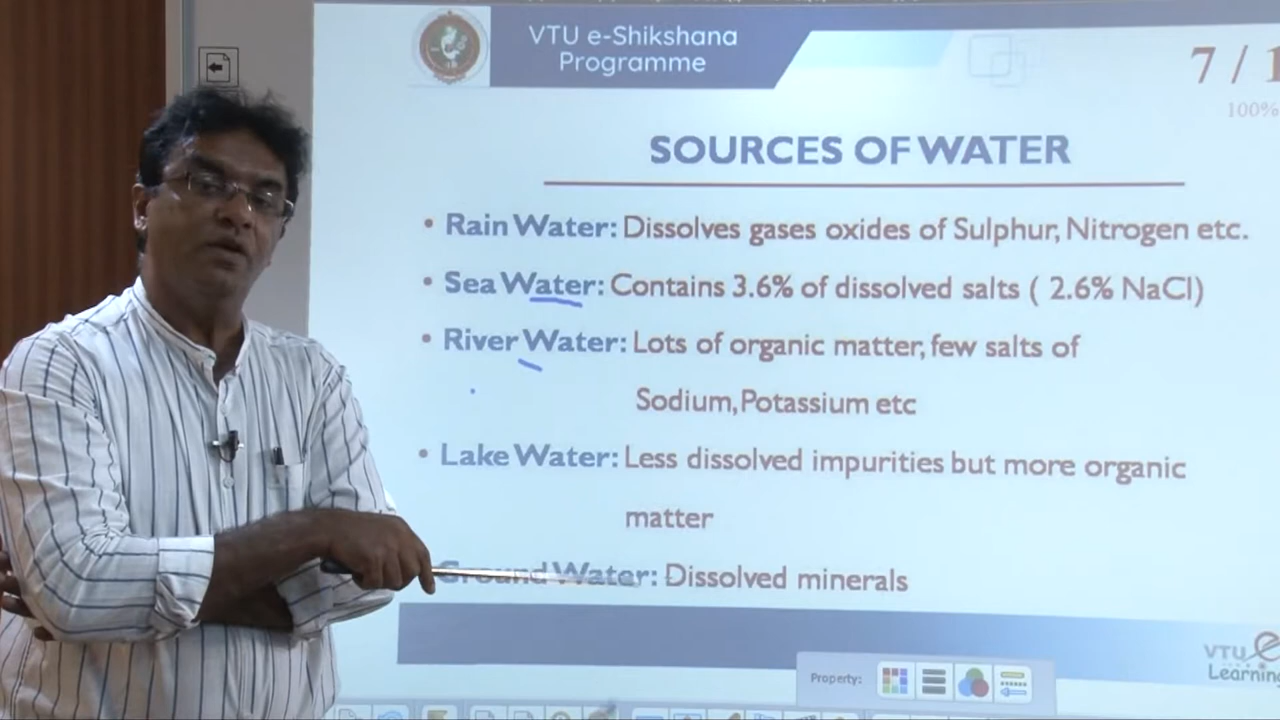 VTU e-Shikshana
Programme
7 / 1
100%
SOURCES OF WATER
• Rain Water: Dissolves gases oxides of Sulphur, Nitrogen etc.
• Sea Water: Contains 3.6% of dissolved salts ( 2.6% NaCl)
• River Water: Lots of organic matter, few salts of
Sodium, Potassium etc
• Lake Water: Less dissolved impurities but more organic
matter
Ground Water: Dissolved minerals
VTU e
Learning
Property: